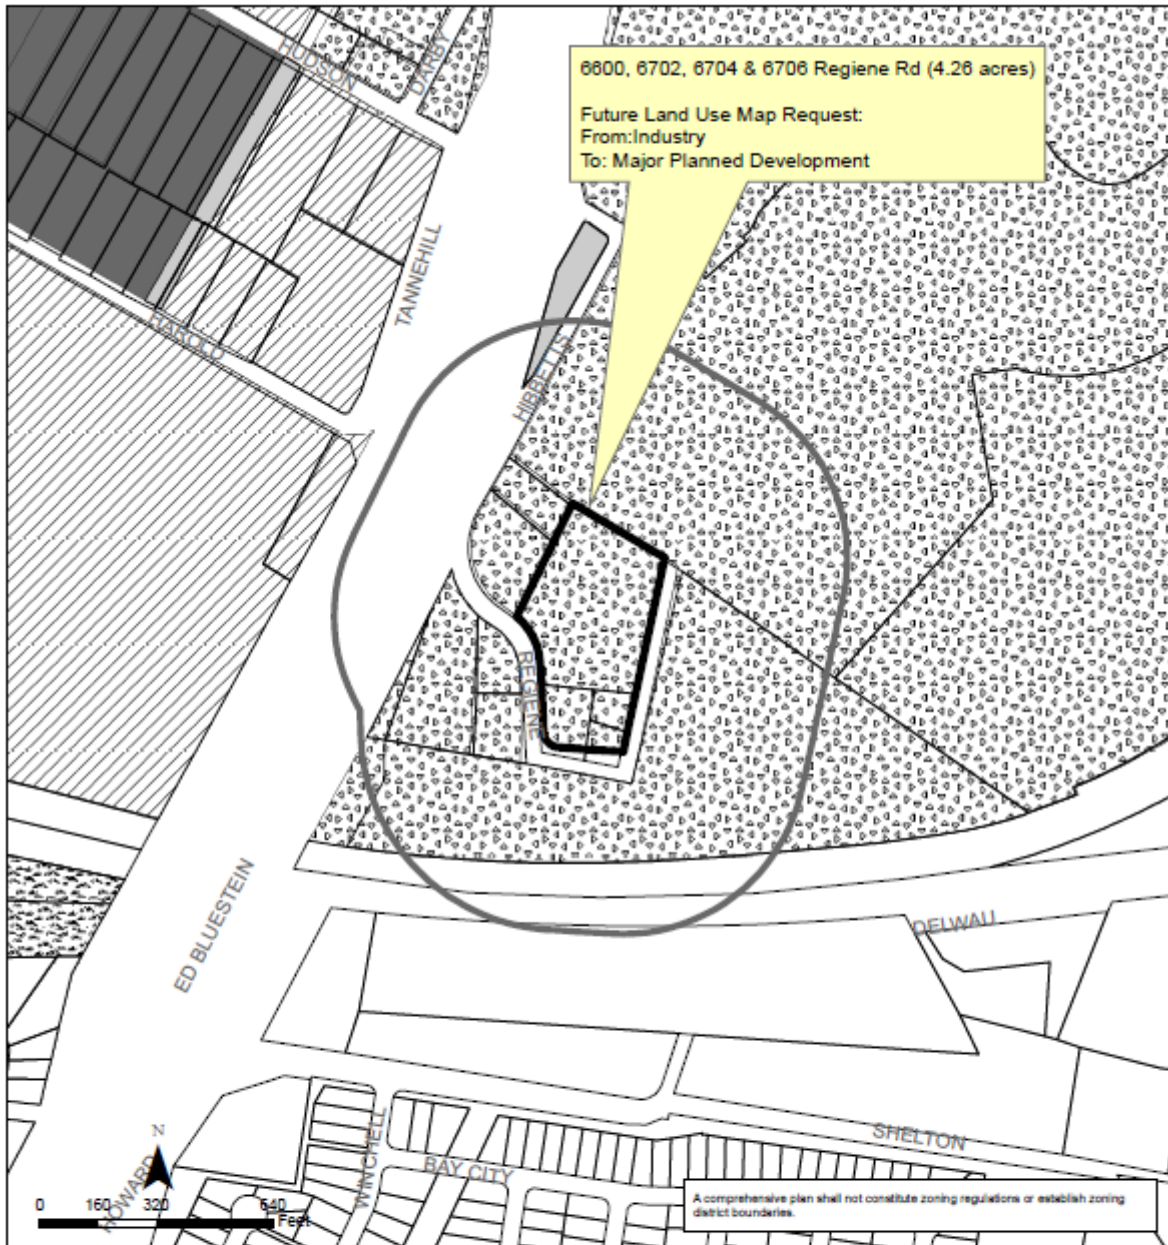 HUDSON
DARBY
6600, 6702, 6704 & 6706 Regiene Rd (4.26 acres)
Future Land Use Map Request:
From:Industry
To: Major Planned Development
TANNEHILL
HAROLD
HIBBETTS
REGIENE
ED BLUESTEIN
DELWAU
SHELTON
WINCHELL
BAY CITY
HOWARD
N
0 160 320 640
Feet
A comprehensive plan shall not constitute zoning regulations or establish zoning
district boundaries.